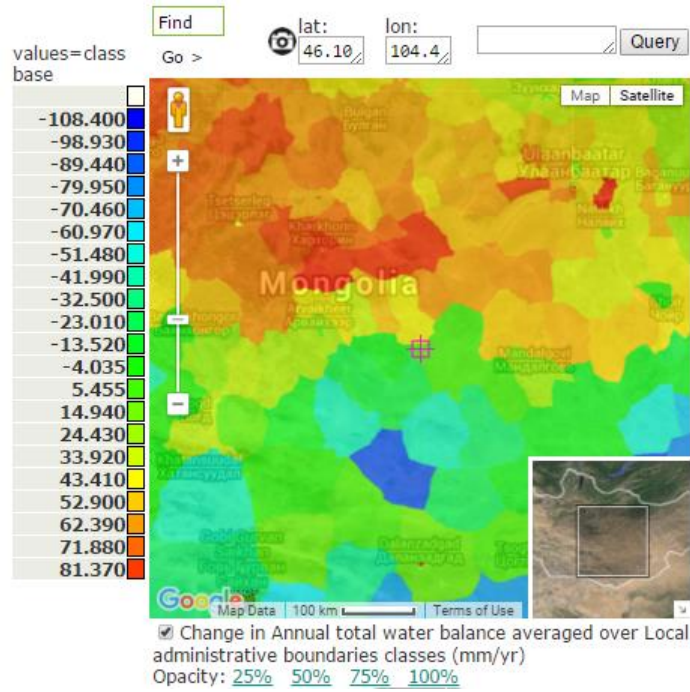 Find
Go >
lat:
46.10
lon:
104.4
Query
values=class
base
-108.400
-98.930
-89.440
-79.950
-70.460
-60.970
-51.480
-41.990
-32.500
-23.010
-13.520
-4.035
5.455
14.940
24.430
33.920
43.410
52.900
62.390
71.880
81.370
Map
Satellite
Ulaanbaatar
Улаанбаатар
Tsetserleg
Kharkhorin
Mongolia
Mandalgovi
Dalanzadgad
Google
Map Data
100 km
Terms of Use
Change in Annual total water balance averaged over Local
administrative boundaries classes (mm/yr)
Opacity: 25% 50% 75% 100%